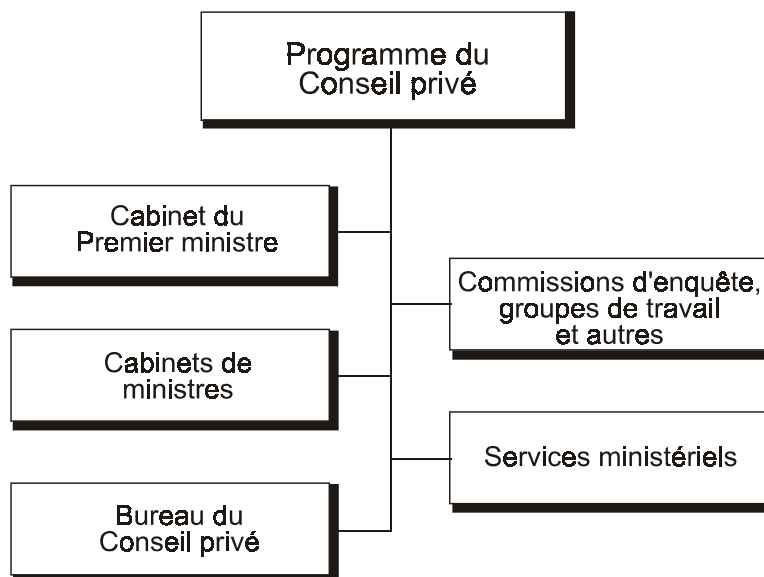 Programme du
Conseil privé
Cabinet du
Premier ministre
Commissions d'enquête,
groupes de travail
et autres
Cabinets de
ministres
Services ministériels
Bureau du
Conseil privé